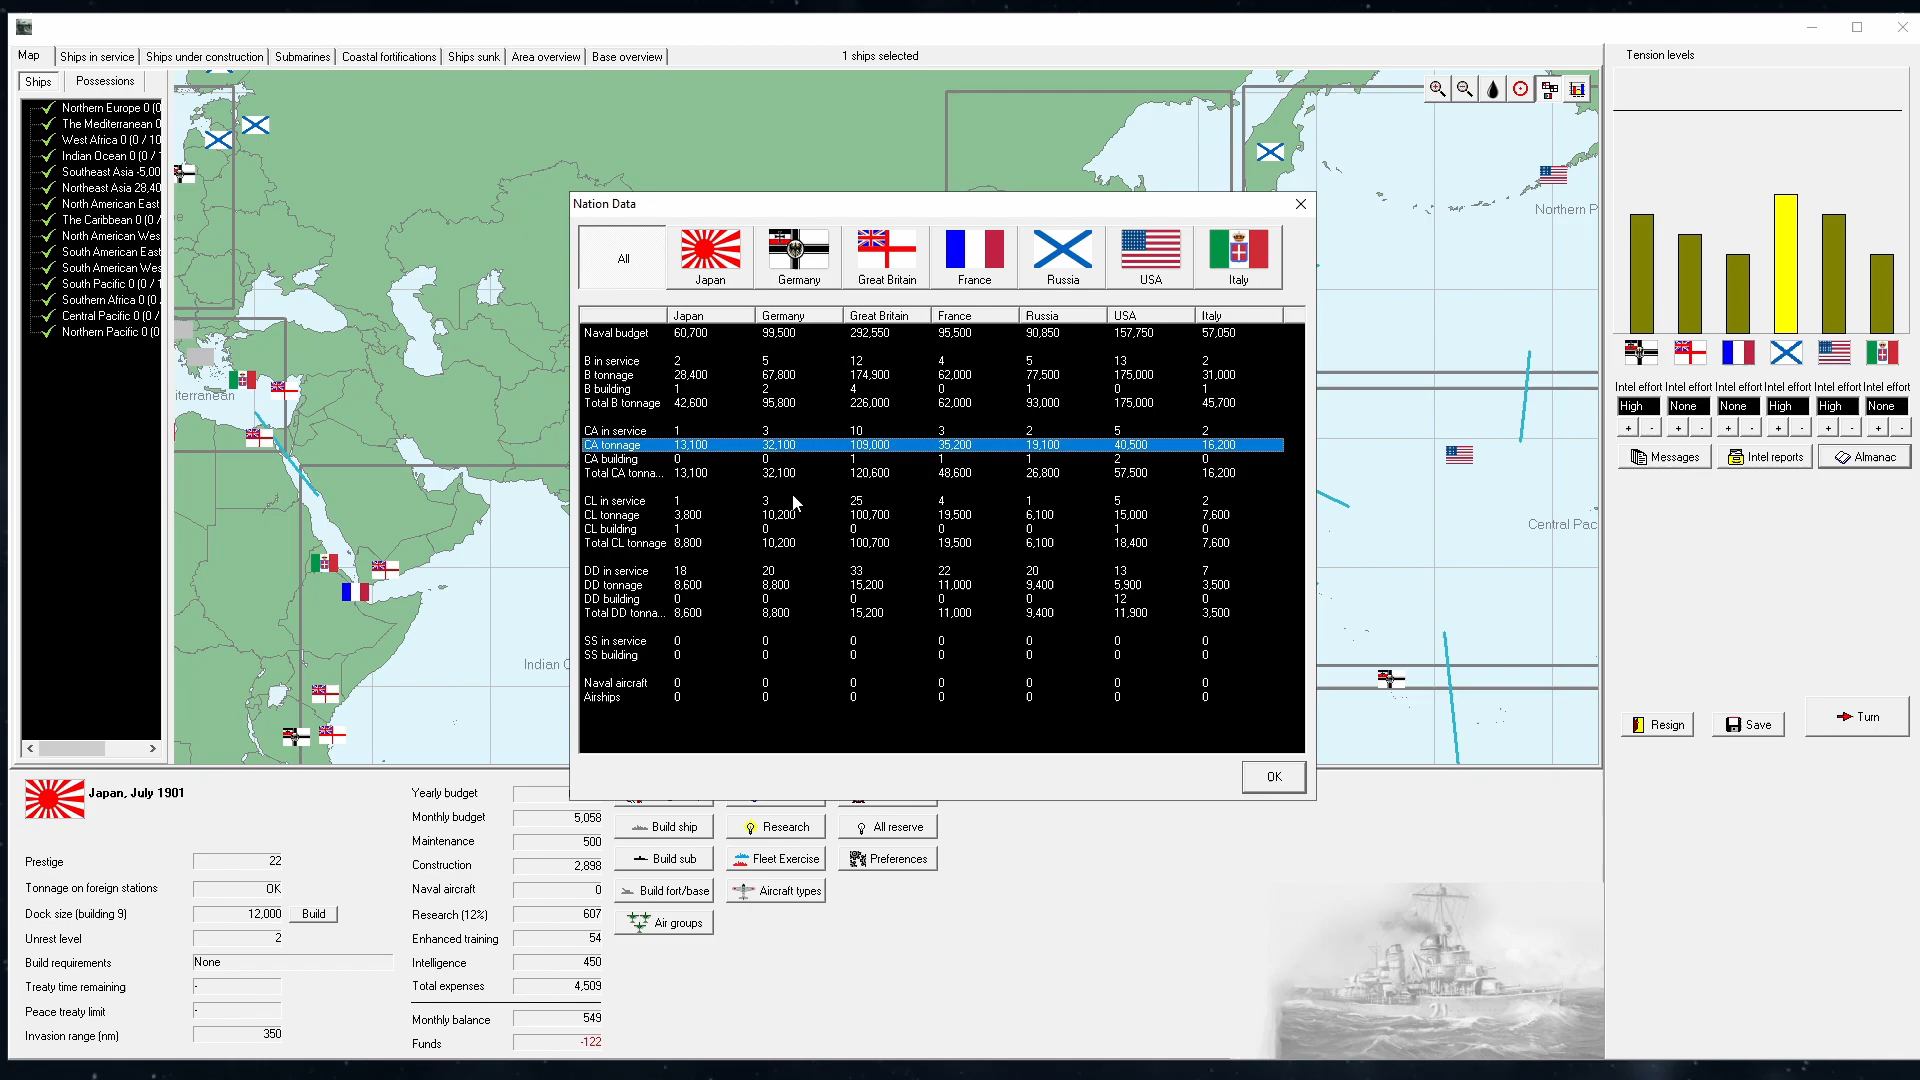 Map
Ships in service
Ships under construction
Submarines
Coastal fortifications
Ships sunk
Area overview
Base overview
1 ships selected
Tension levels
Ships
Possessions
Northern Europe 0 (0
The Mediterranean 0
West Africa 0 (0 / 10
Indian Ocean 0 (0 /
Southeast Asia -5,00
Northeast Asia 28,40
North American East
The Caribbean 0 (0 /
North American Wes
South American East
South American Wes
South Pacific 0 (0 / 1
Southern Africa 0 (0
Central Pacific 0 (0 /
Northern Pacific 0 (0
iterranean
Indian O
Northern P
Central Pac
Nation Data
All
Japan Germany Great Britain France Russia USA Italy
Japan Germany Great Britain France Russia USA Italy
Naval budget 60,700 99,500 292,550 95,500 90,850 157,750 57,050
B in service 2 5 12 4 5 13 2
B tonnage 28,400 67,800 174,900 62,000 77,500 175,000 31,000
B building 1 2 4 0 1 0 1
Total B tonnage 42,600 95,800 226,000 62,000 93,000 175,000 45,700
CA in service 1 3 10 3 2 5 2
CA tonnage 13,100 32,100 109,000 35,200 19,100 40,500 16,200
CA building 0 0 1 1 1 2 0
Total CA tonna... 13,100 32,100 120,600 48,600 26,800 57,500 16,200
CL in service 1 3 25 4 1 5 2
CL tonnage 3,800 10,200 100,700 19,500 6,100 15,000 7,600
CL building 1 0 0 0 0 1 0
Total CL tonnage 8,800 10,200 100,700 19,500 6,100 18,400 7,600
DD in service 18 20 33 22 20 13 7
DD tonnage 8,600 8,800 15,200 11,000 9,400 5,900 3,500
DD building 0 0 0 0 0 12 0
Total DD tonna... 8,600 8,800 15,200 11,000 9,400 11,900 3,500
SS in service 0 0 0 0 0 0 0
SS building 0 0 0 0 0 0 0
Naval aircraft 0 0 0 0 0 0 0
Airships 0 0 0 0 0 0 0
OK
Intel effort Intel effort Intel effort Intel effort Intel effort Intel effort
High None None High High None
+ - + - + - + - + - + -
Messages
Intel reports
Almanac
Resign
Save
Turn
Japan, July 1901
Prestige 22
Tonnage on foreign stations OK
Dock size (building 9) 12,000 Build
Unrest level 2
Build requirements None
Treaty time remaining -
Peace treaty limit -
Invasion range (nm) 350
Yearly budget
Monthly budget 5,058
Maintenance 500
Construction 2,898
Naval aircraft 0
Research (12%) 607
Enhanced training 54
Intelligence 450
Total expenses 4,509
Monthly balance 549
Funds -122
Build ship
Research
All reserve
Build sub
Fleet Exercise
Preferences
Build fort/base
Aircraft types
Air groups